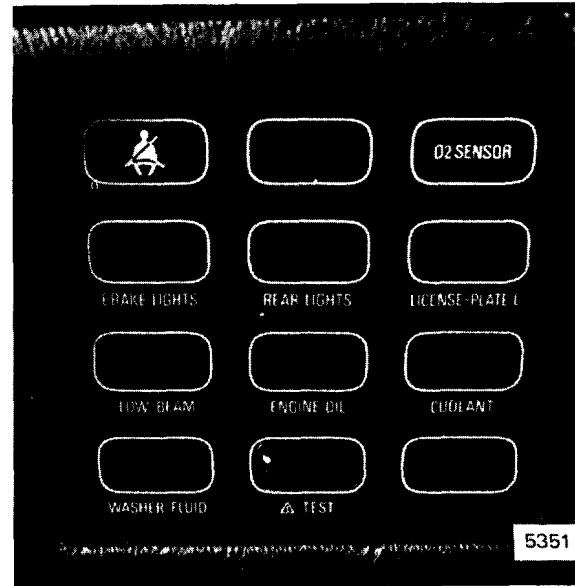 O2 SENSOR
BRAKE LIGHTS REAR LIGHTS LICENSE-PLATE L
LOW BEAM ENGINE OIL COOLANT
WASHER FLUID TEST
5351